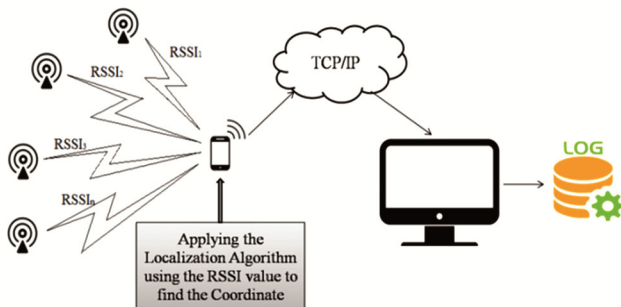 RSSI₁
TCP/IP
RSSI₂
RSSI₃
RSSIₙ
LOG
Applying the
Localization Algorithm
using the RSSI value to
find the Coordinate